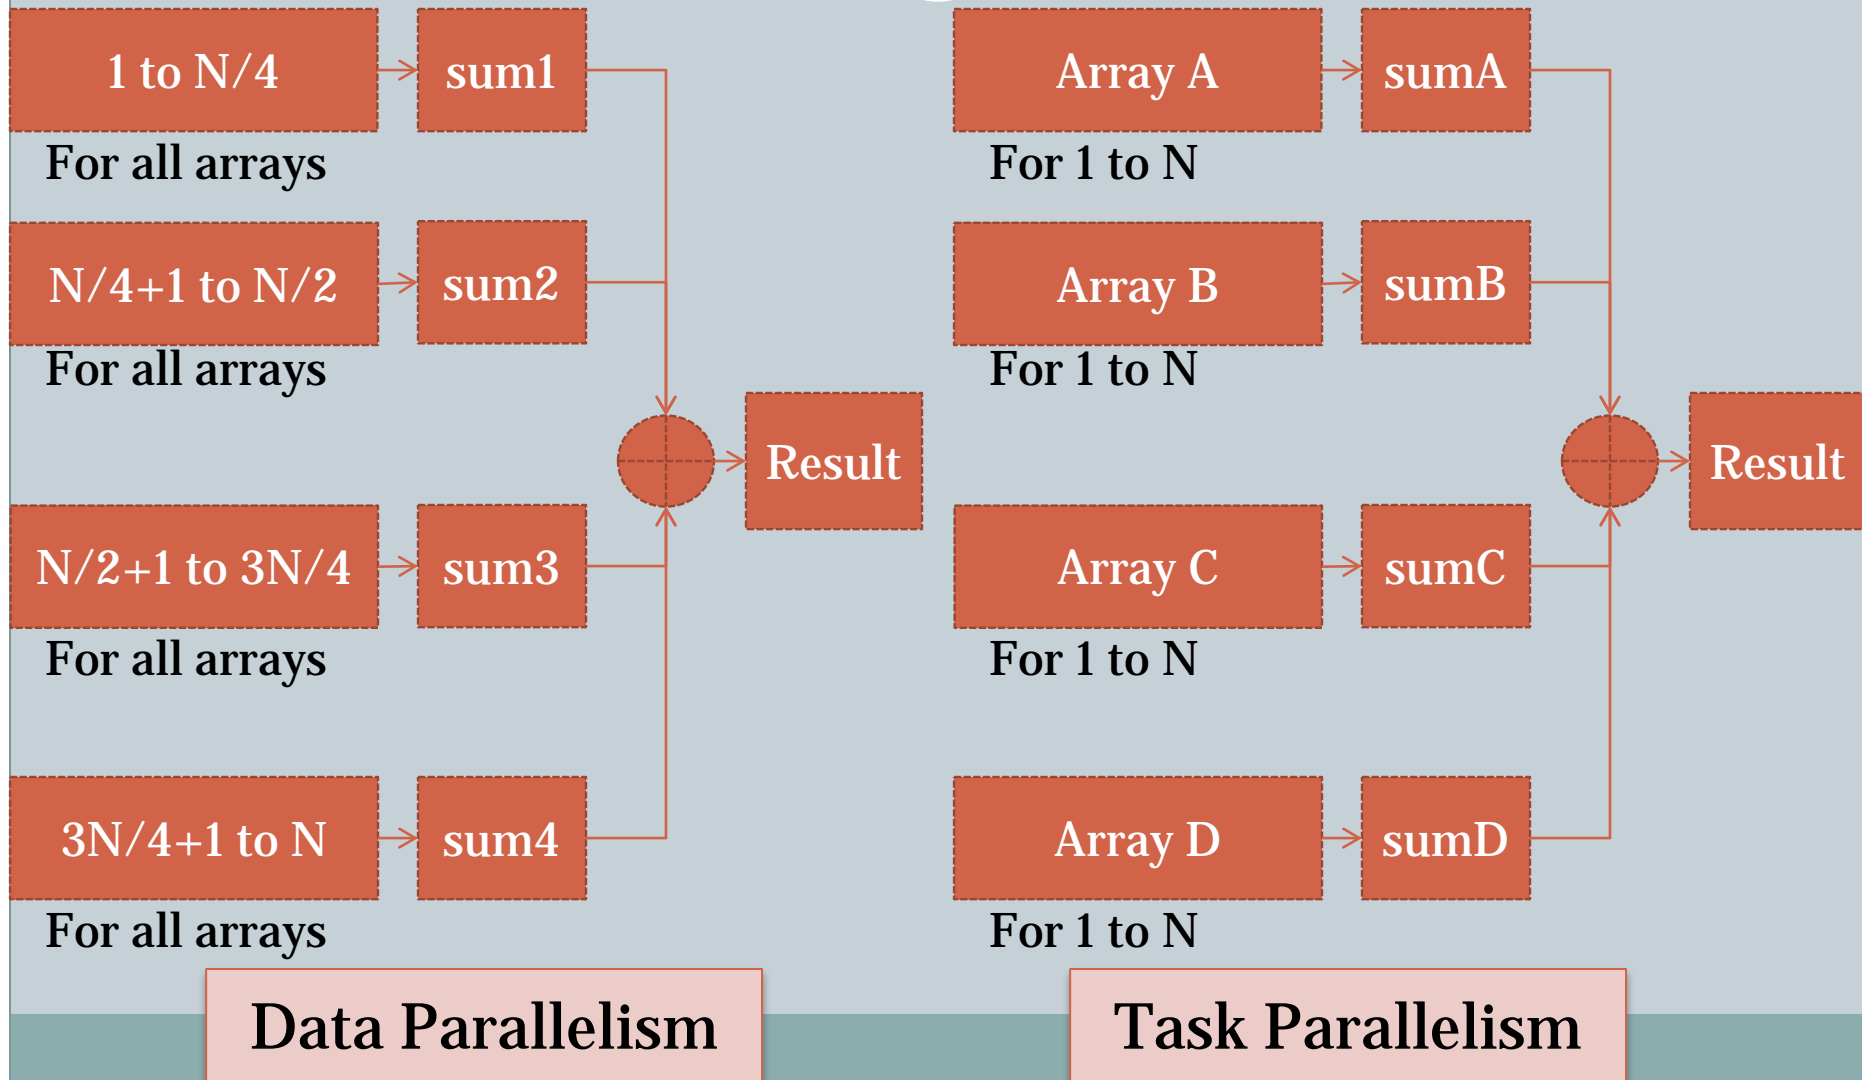 1 to N/4
sum1
For all arrays
N/4+1 to N/2
sum2
For all arrays
N/2+1 to 3N/4
sum3
For all arrays
3N/4+1 to N
sum4
For all arrays
Result
Data Parallelism
Array A
sumA
For 1 to N
Array B
sumB
For 1 to N
Array C
sumC
For 1 to N
Array D
sumD
For 1 to N
Result
Task Parallelism